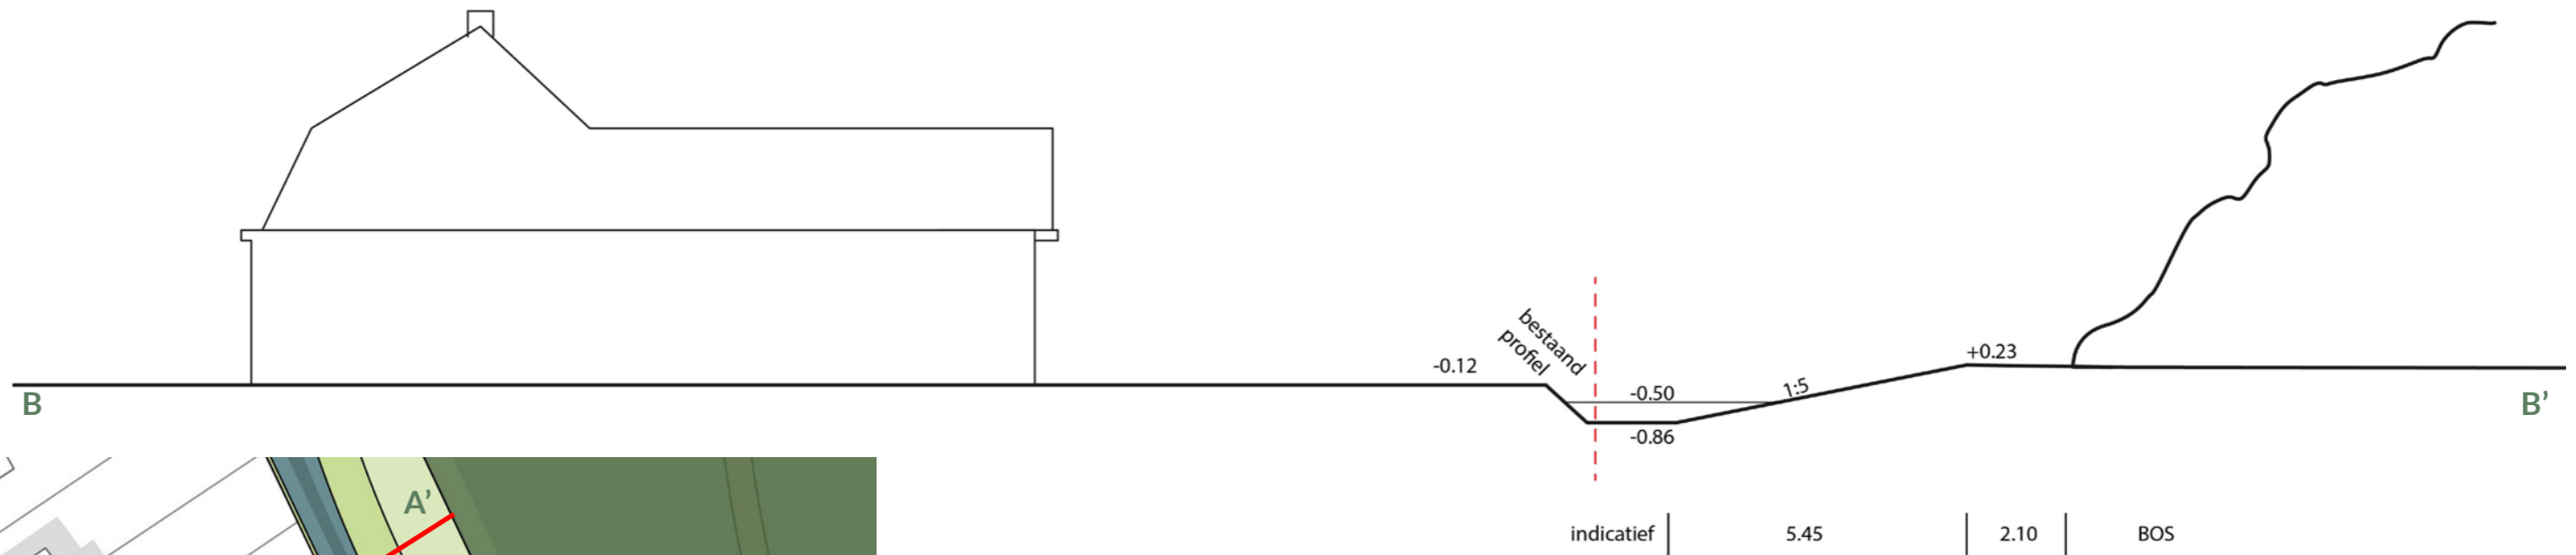 bestaand
profiel
-0.12
+0.23
-0.50
1:5
-0.86
B
B’
A’
indicatief
5.45
2.10
BOS